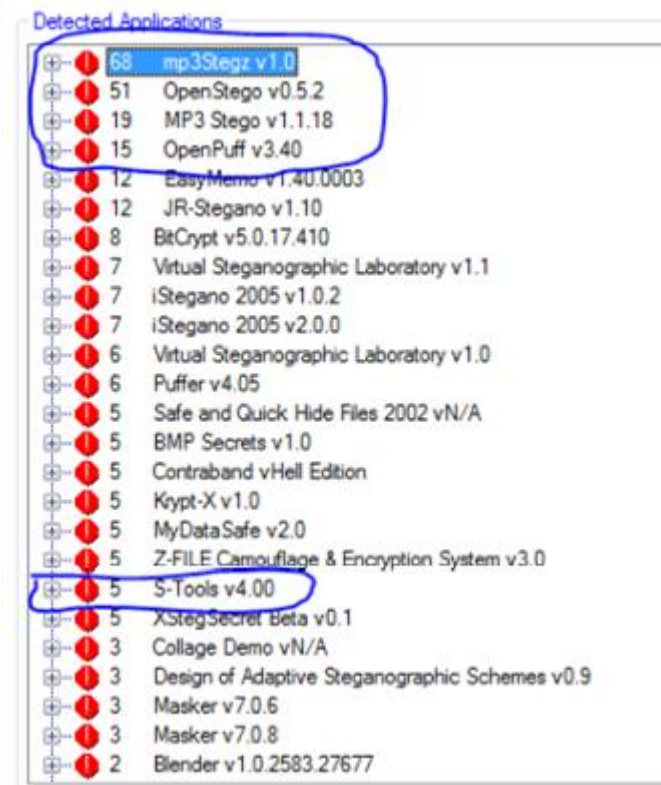 Detected Applications
68 mp3Stegz v1.0
51 OpenStego v0.5.2
19 MP3 Stego v1.1.18
15 OpenPuff v3.40
12 EasyMemo v1.40.0003
12 JR-Stegano v1.10
8 BitCrypt v5.0.17.410
7 Virtual Steganographic Laboratory v1.1
7 iStegano 2005 v1.0.2
7 iStegano 2005 v2.0.0
6 Virtual Steganographic Laboratory v1.0
6 Puffer v4.05
5 Safe and Quick Hide Files 2002 vN/A
5 BMP Secrets v1.0
5 Contraband vHell Edition
5 Krypt-X v1.0
5 MyDataSafe v2.0
5 Z-FILE Camouflage & Encryption System v3.0
5 S-Tools v4.00
5 XStegSecret Beta v0.1
3 Collage Demo vN/A
3 Design of Adaptive Steganographic Schemes v0.9
3 Masker v7.0.6
3 Masker v7.0.8
2 Blender v1.0.2583.27677